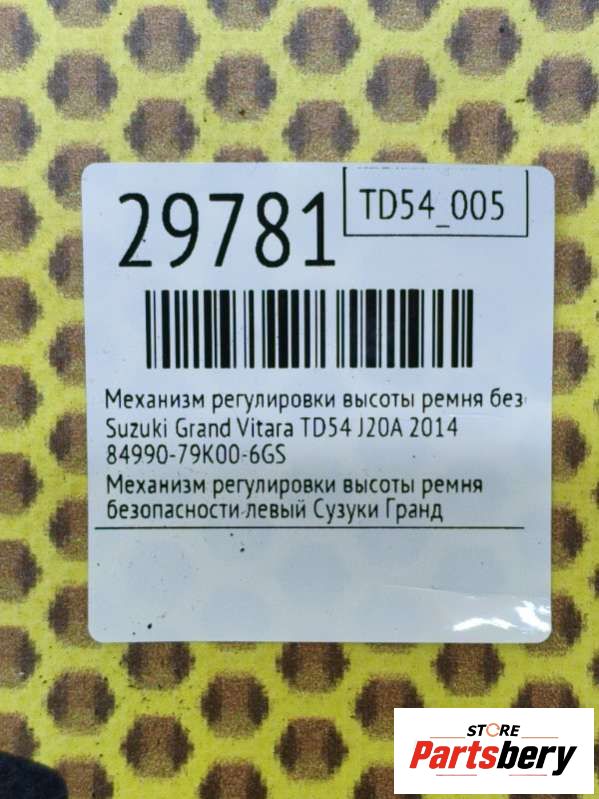 29781
TD54_005
Механизм регулировки высоты ремня без
Suzuki Grand Vitara TD54 J20A 2014
84990-79K00-6GS
Механизм регулировки высоты ремня
безопасности левый Сузуки Гранд
STORE
Partsbery